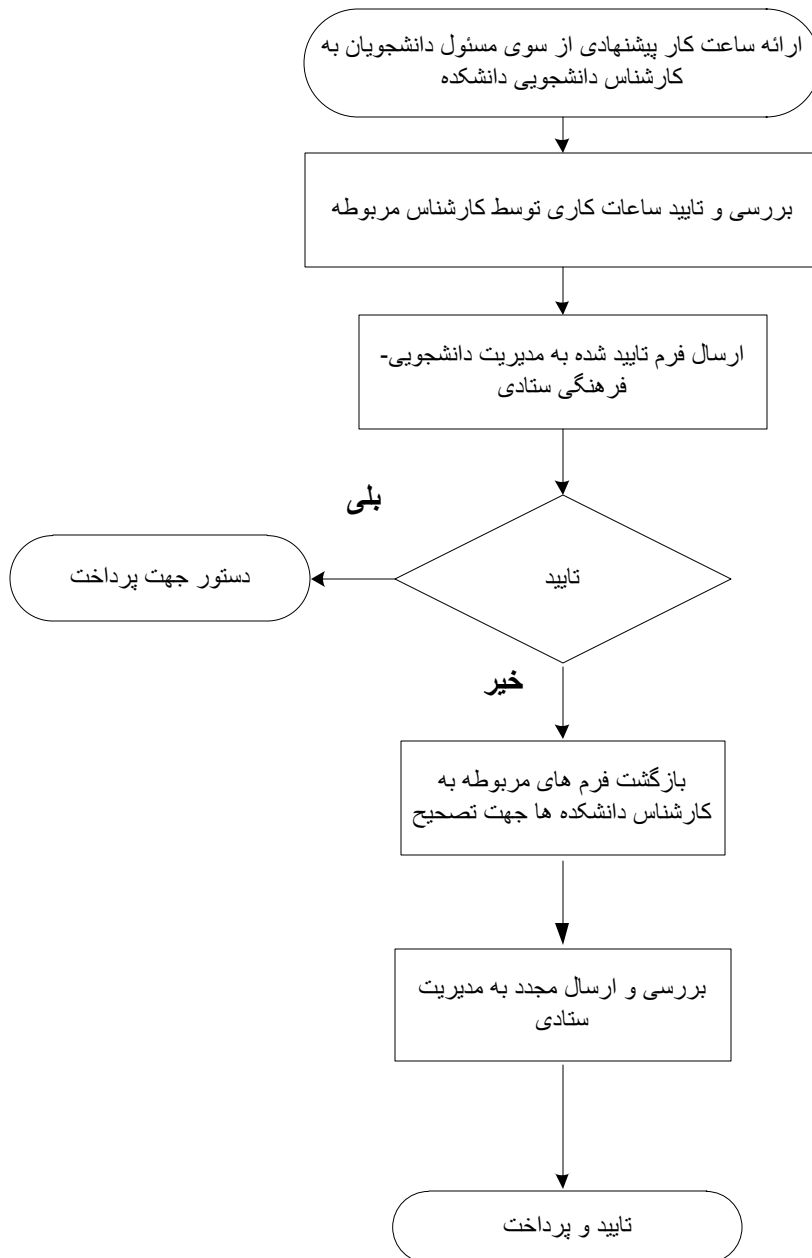 ارائه ساعت کار پیشنهادی از سوی مسئول دانشجویان به
کارشناس دانشجویی دانشکده
بررسی و تایید ساعات کاری توسط کارشناس مربوطه
ارسال فرم تایید شده به مدیریت دانشجویی-
فرهنگی ستادی
بلی
تایید
دستور جهت پرداخت
خیر
بازگشت فرم های مربوطه به
کارشناس دانشکده ها جهت تصحیح
بررسی و ارسال مجدد به مدیریت
ستادی
تایید و پرداخت